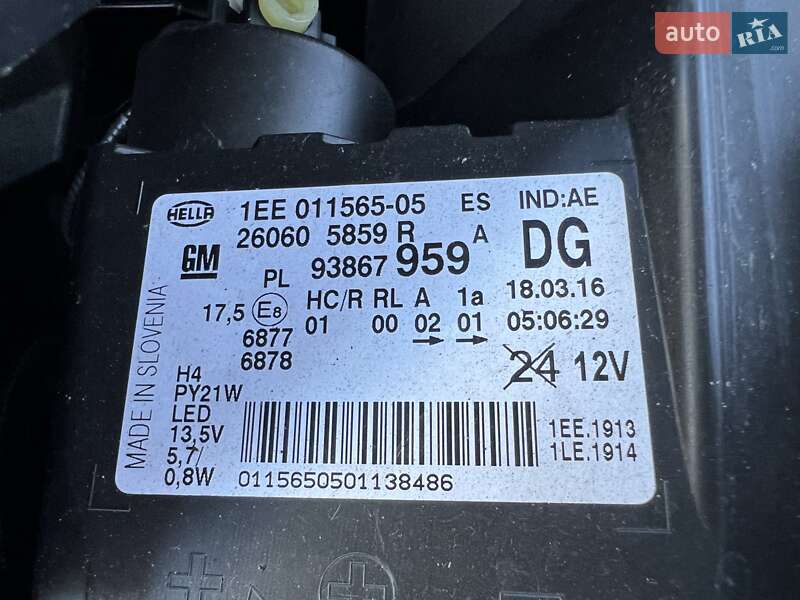 auto RIA
HELLA 1EE 011565-05 ES IND:AE
GM 26060 5859 R A DG
PL 93867 959
17,5 E8 HC/R RL A 1a 18.03.16
6877 01 00 02 01 05:06:29
6878
24 12V
MADE IN SLOVENIA
H4
PY21W
LED
13,5V
5,7/
0,8W
1EE.1913
1LE.1914
0115650501138486